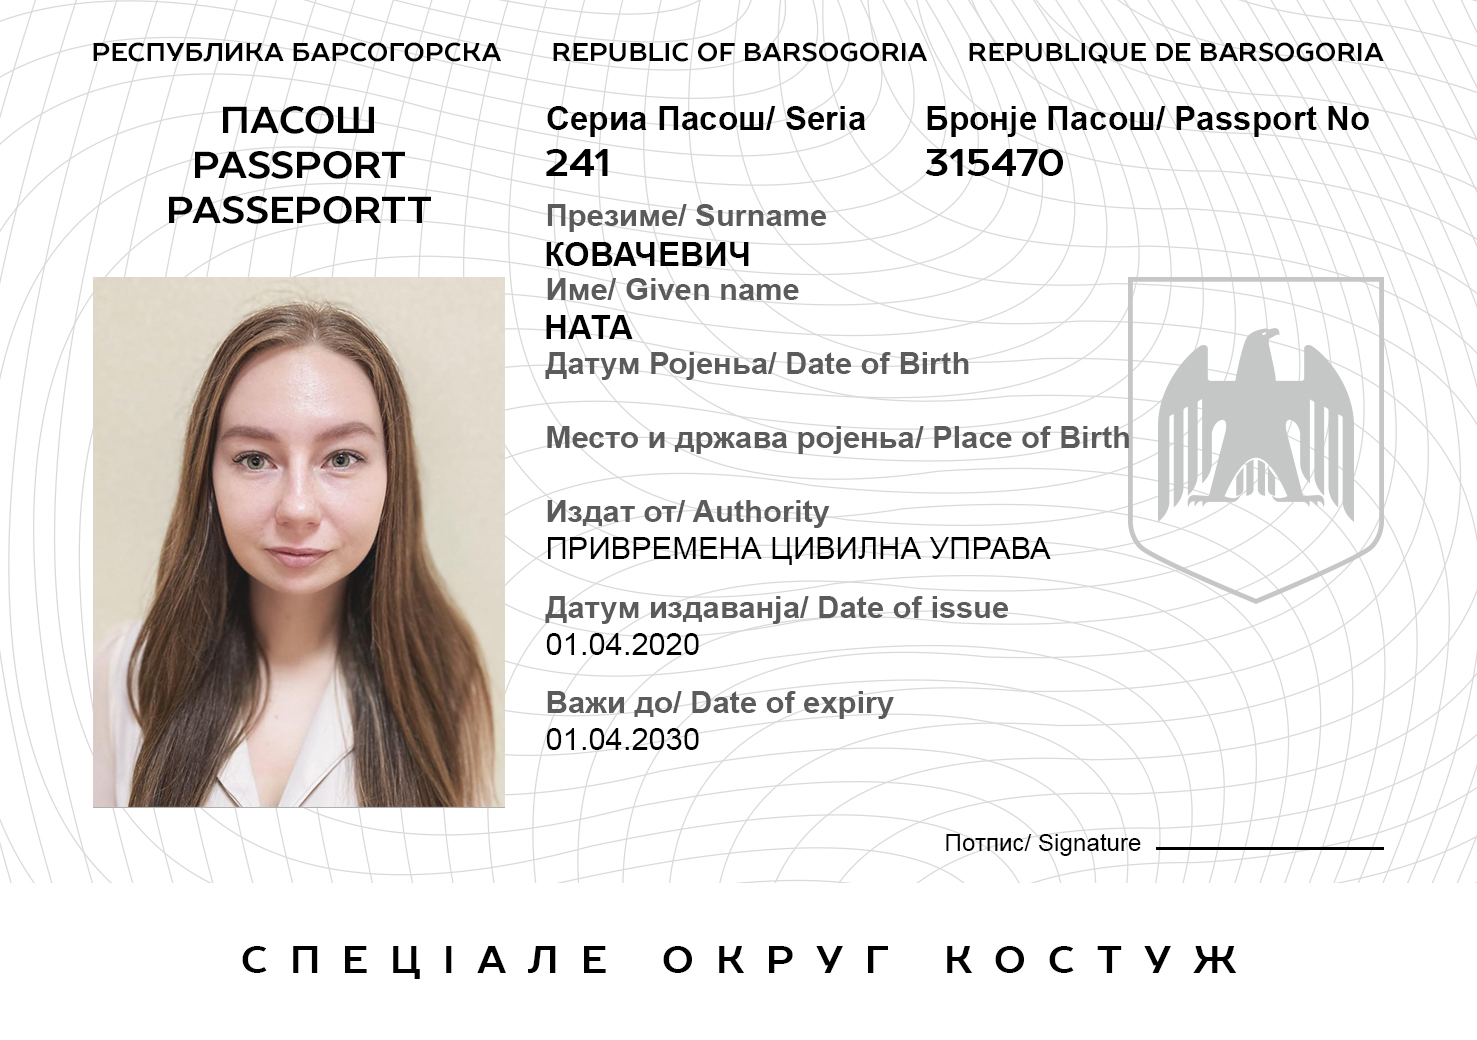 РЕСПУБЛИКА БАРСОГОРСКА REPUBLIC OF BARSOGORIA REPUBLIQUE DE BARSOGORIA
ПАСОШ
PASSPORT
PASSEPORTT
Сериа Пасош/ Seria
241
Бронје Пасош/ Passport No
315470
Презиме/ Surname
КОВАЧЕВИЧ
Име/ Given name
НАТА
Датум Ројеньа/ Date of Birth
Место и држава ројеньа/ Place of Birth
Издат от/ Authority
ПРИВРЕМЕНА ЦИВИЛНА УПРАВА
Датум издаванја/ Date of issue
01.04.2020
Важи до/ Date of expiry
01.04.2030
Потпис/ Signature
СПЕЦІАЛЕ ОКРУГ КОСТУЖ